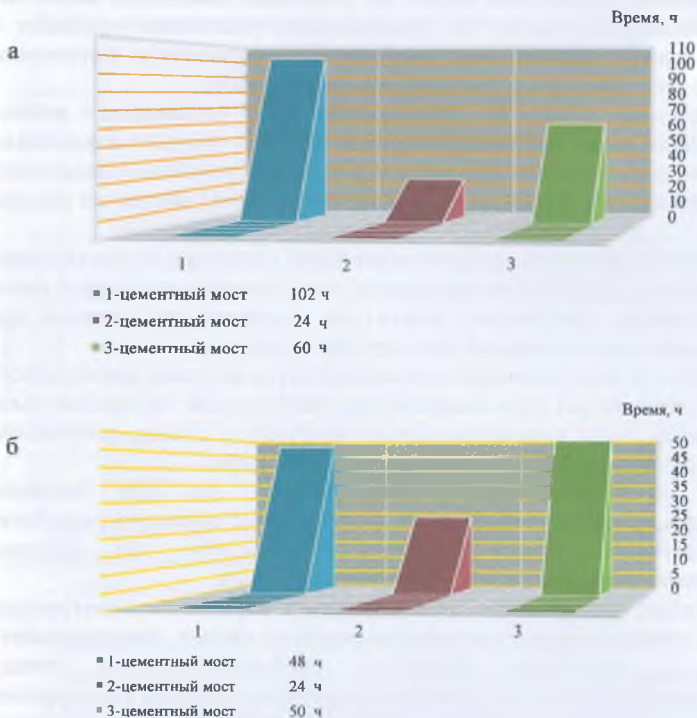 Время, ч
а
110
100
90
80
70
60
50
40
30
20
10
0
1 2 3
1-цементный мост 102 ч
2-цементный мост 24 ч
3-цементный мост 60 ч
Время, ч
б
50
45
40
35
30
25
20
15
10
5
0
1 2 3
1-цементный мост 48 ч
2-цементный мост 24 ч
3-цементный мост 50 ч